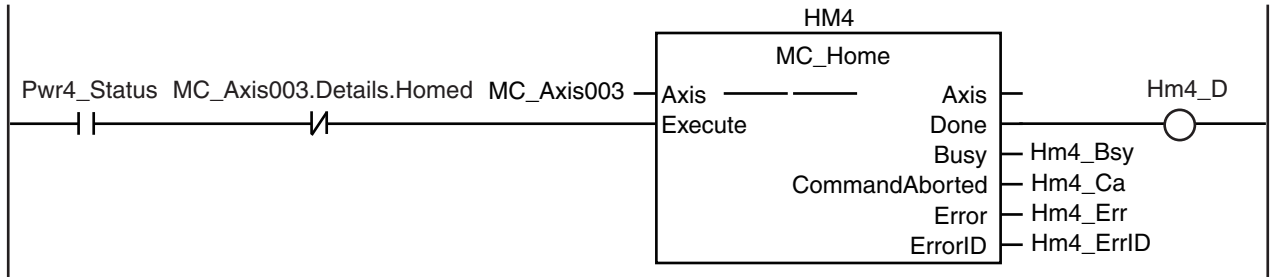 HM4
MC_Home
Pwr4_Status MC_Axis003.Details.Homed MC_Axis003 Axis Axis Hm4_D
Execute Done
Busy Hm4_Bsy
CommandAborted Hm4_Ca
Error Hm4_Err
ErrorID Hm4_ErrID